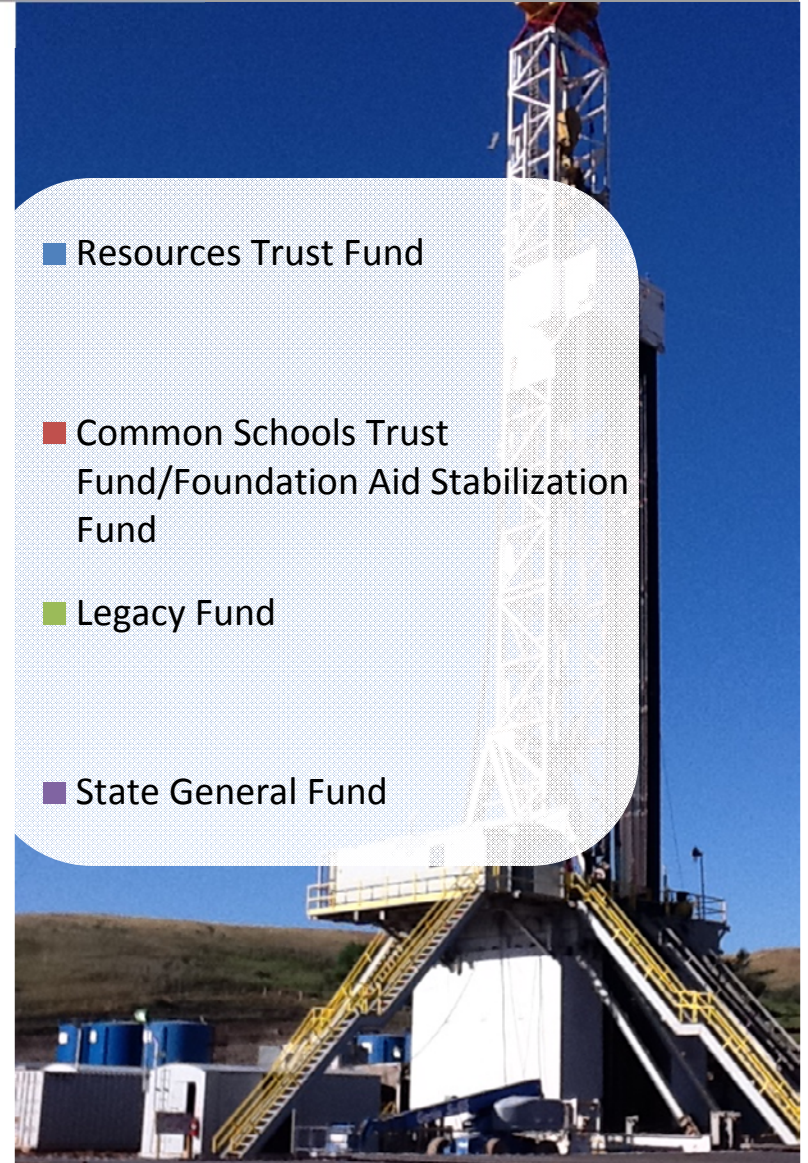 Resources Trust Fund
Common Schools Trust
Fund/Foundation Aid Stabilization
Fund
Legacy Fund
State General Fund